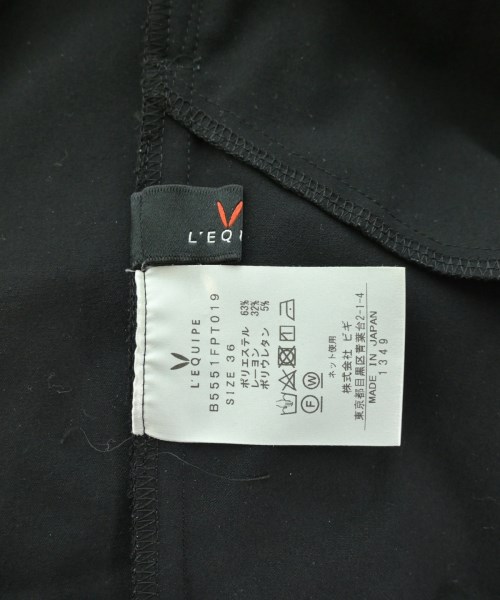 L'EQ
L'EQUIPE
B5551FPT019
SIZE 36
ポリエステル 63%
レーヨン 32%
ポリウレタン 5%
F W
ネット使用
株式会社 ビギ
東京都目黒区青葉台2-1-4
MADE IN JAPAN
1349